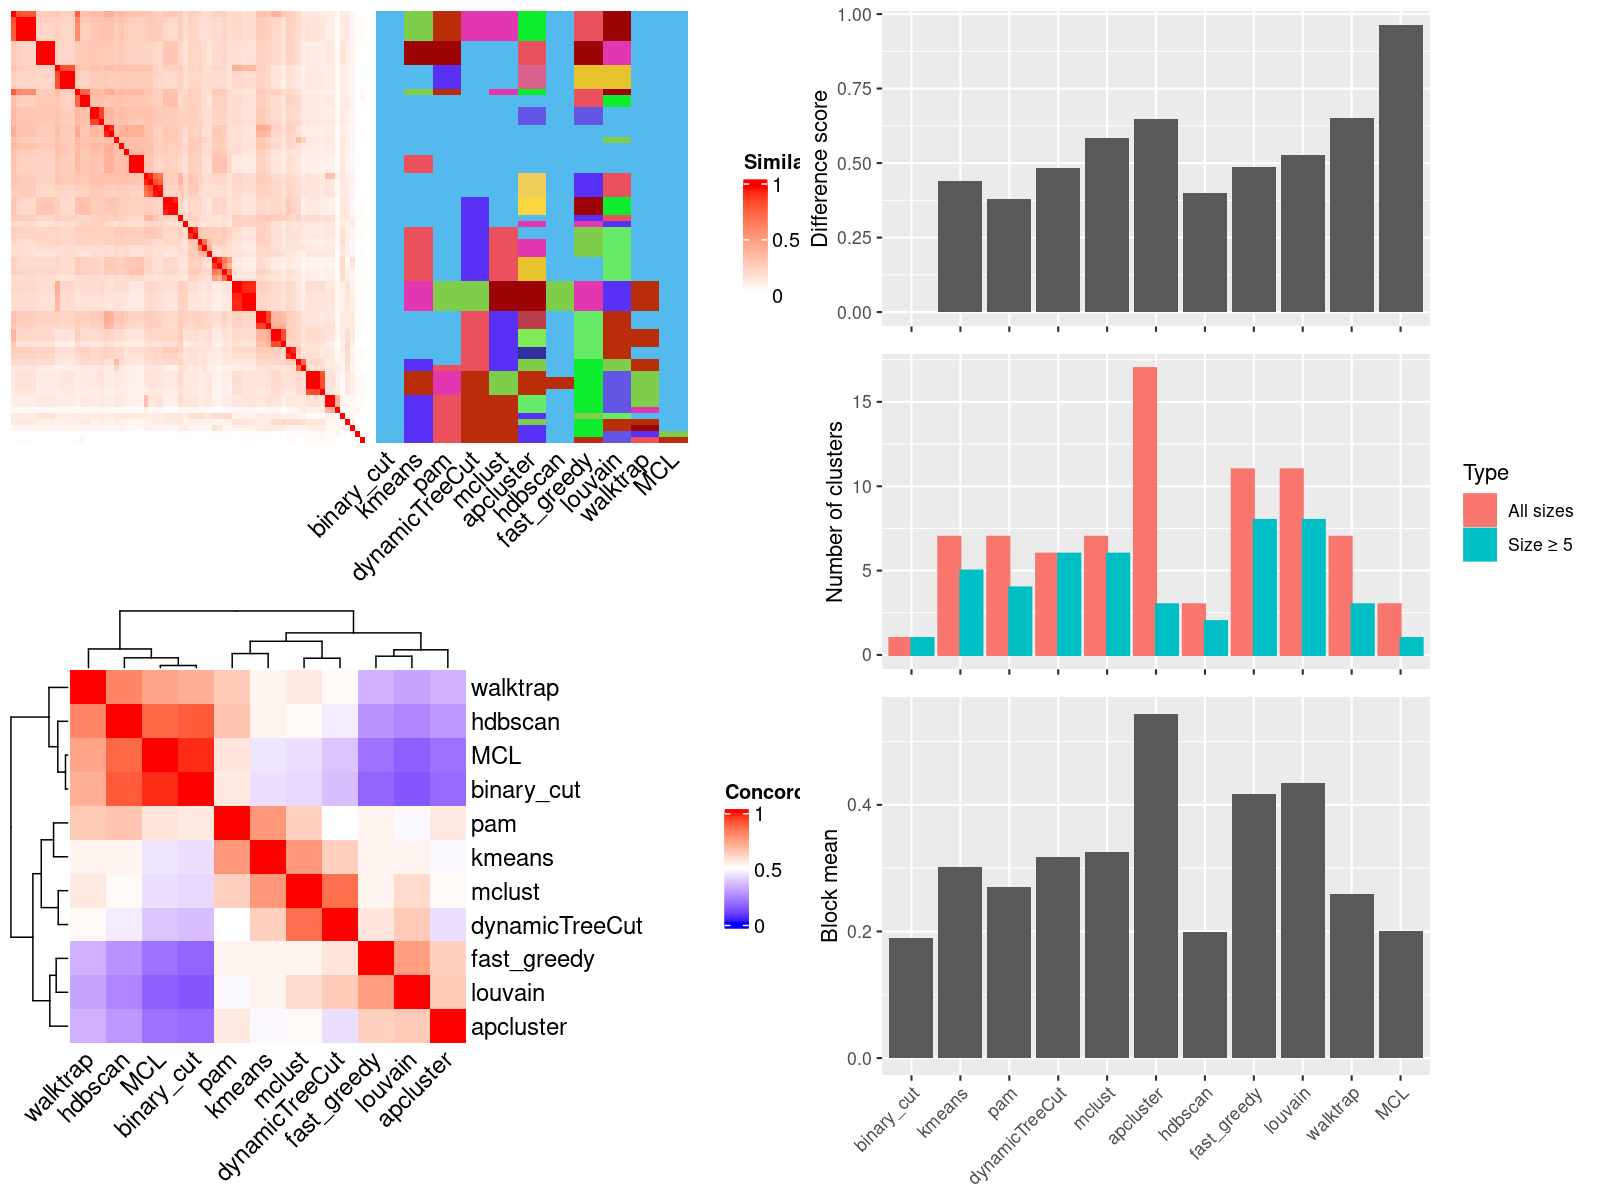 Simila
1
0.5
0
binary_cut
kmeans
pam
dynamicTreeCut
mclust
apcluster
hdbscan
fast_greedy
louvain
walktrap
MCL
Difference score
1.00
0.75
0.50
0.25
0.00
Number of clusters
15
10
5
0
Type
All sizes
Size ≥ 5
walktrap
hdbscan
MCL
binary_cut
pam
kmeans
mclust
dynamicTreeCut
fast_greedy
louvain
apcluster
Concord
1
0.5
0
walktrap
hdbscan
MCL
binary_cut
pam
kmeans
mclust
dynamicTreeCut
fast_greedy
louvain
apcluster
Block mean
0.4
0.2
0.0
binary_cut
kmeans
pam
dynamicTreeCut
mclust
apcluster
hdbscan
fast_greedy
louvain
walktrap
MCL